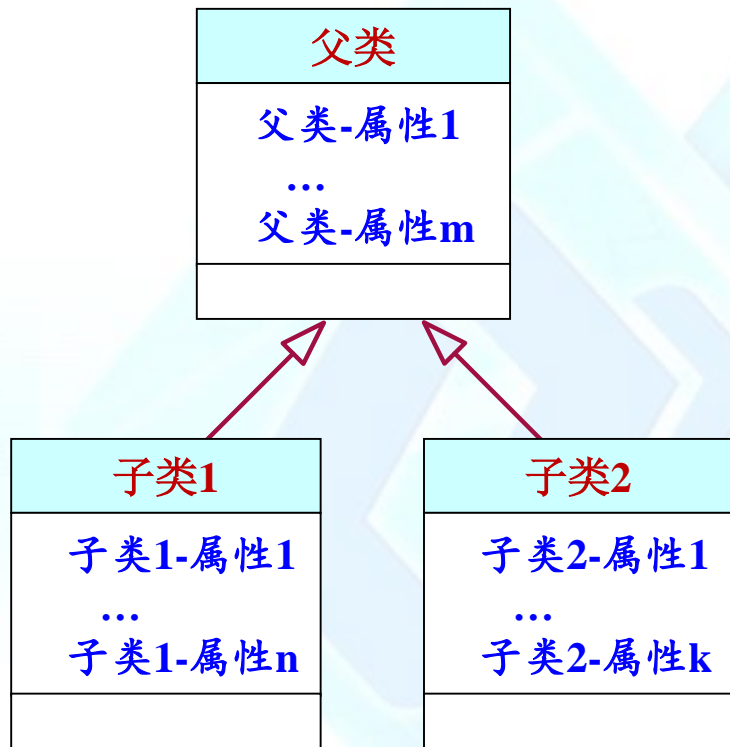 父类
父类-属性1
…
父类-属性m
子类1
子类1-属性1
…
子类1-属性n
子类2
子类2-属性1
…
子类2-属性k